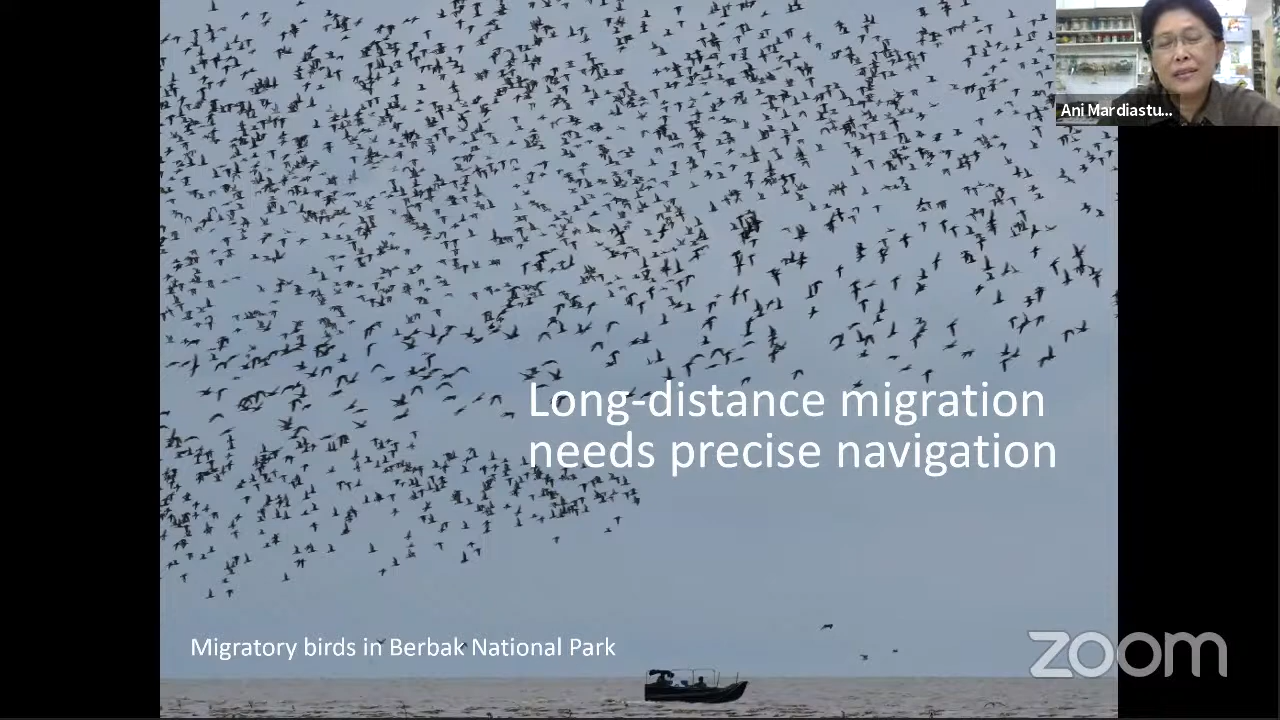 Ani Mardiastu...
Long-distance migration
needs precise navigation
Migratory birds in Berbak National Park
zoom